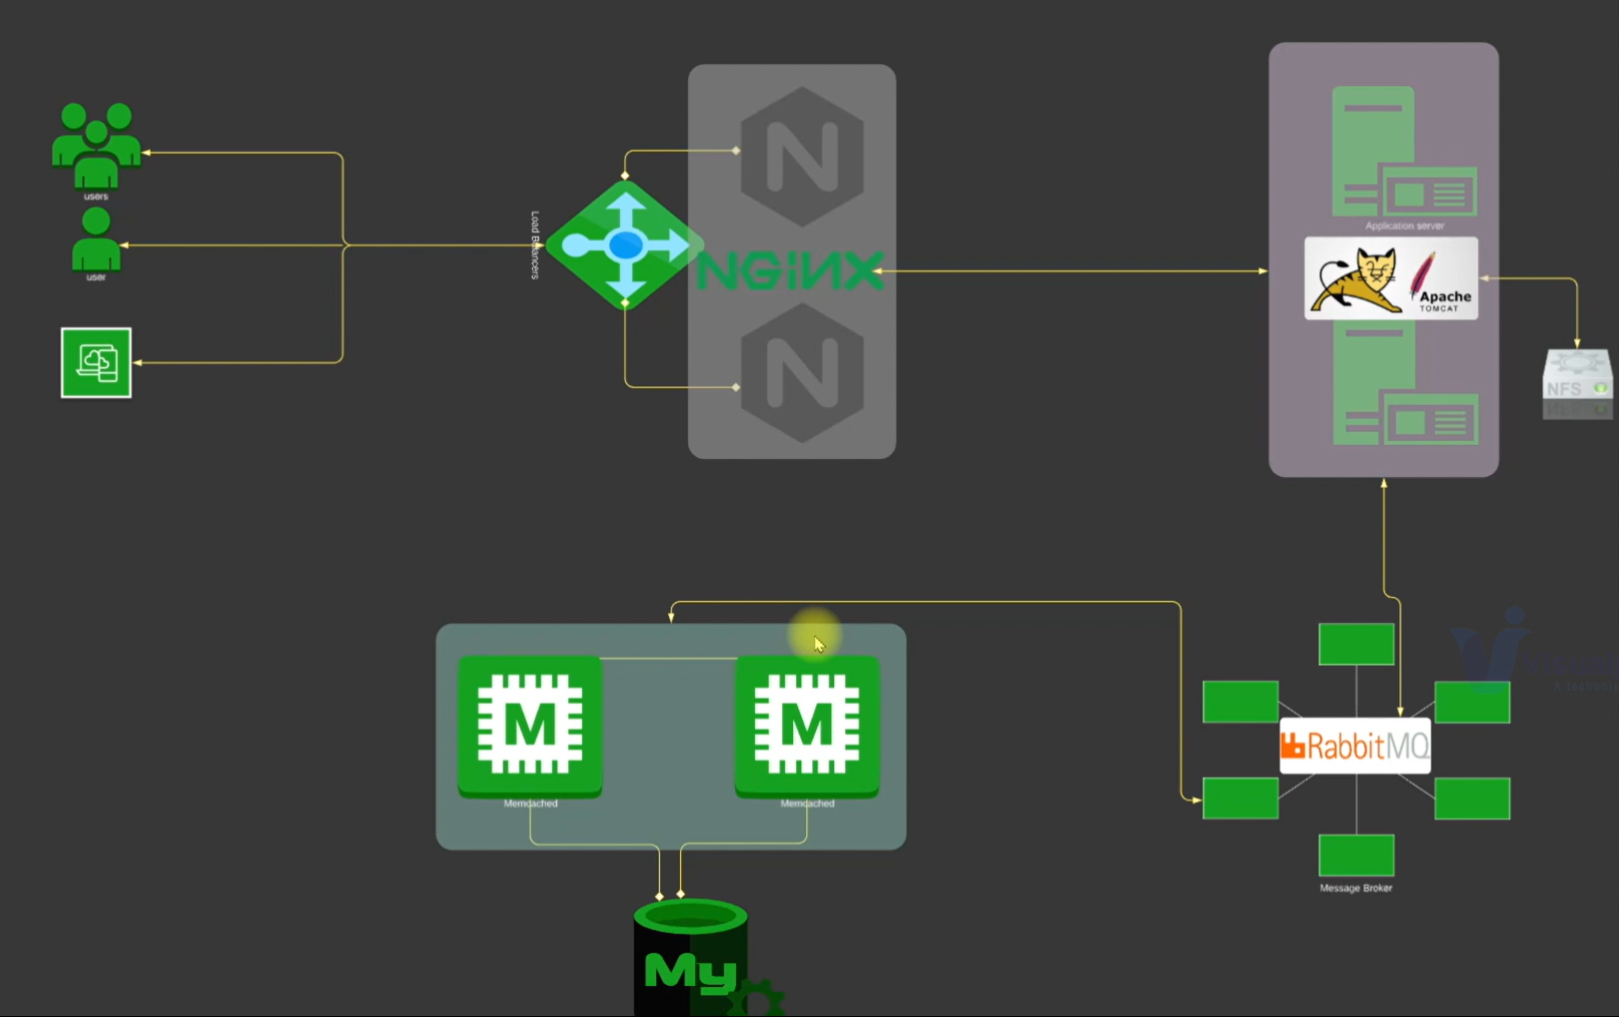 users
user
Load Balancers
NGiNX
Application server
Apache
TOMCAT
NFS
M
M
Memcached
Memcached
RabbitMQ
Message Broker
My